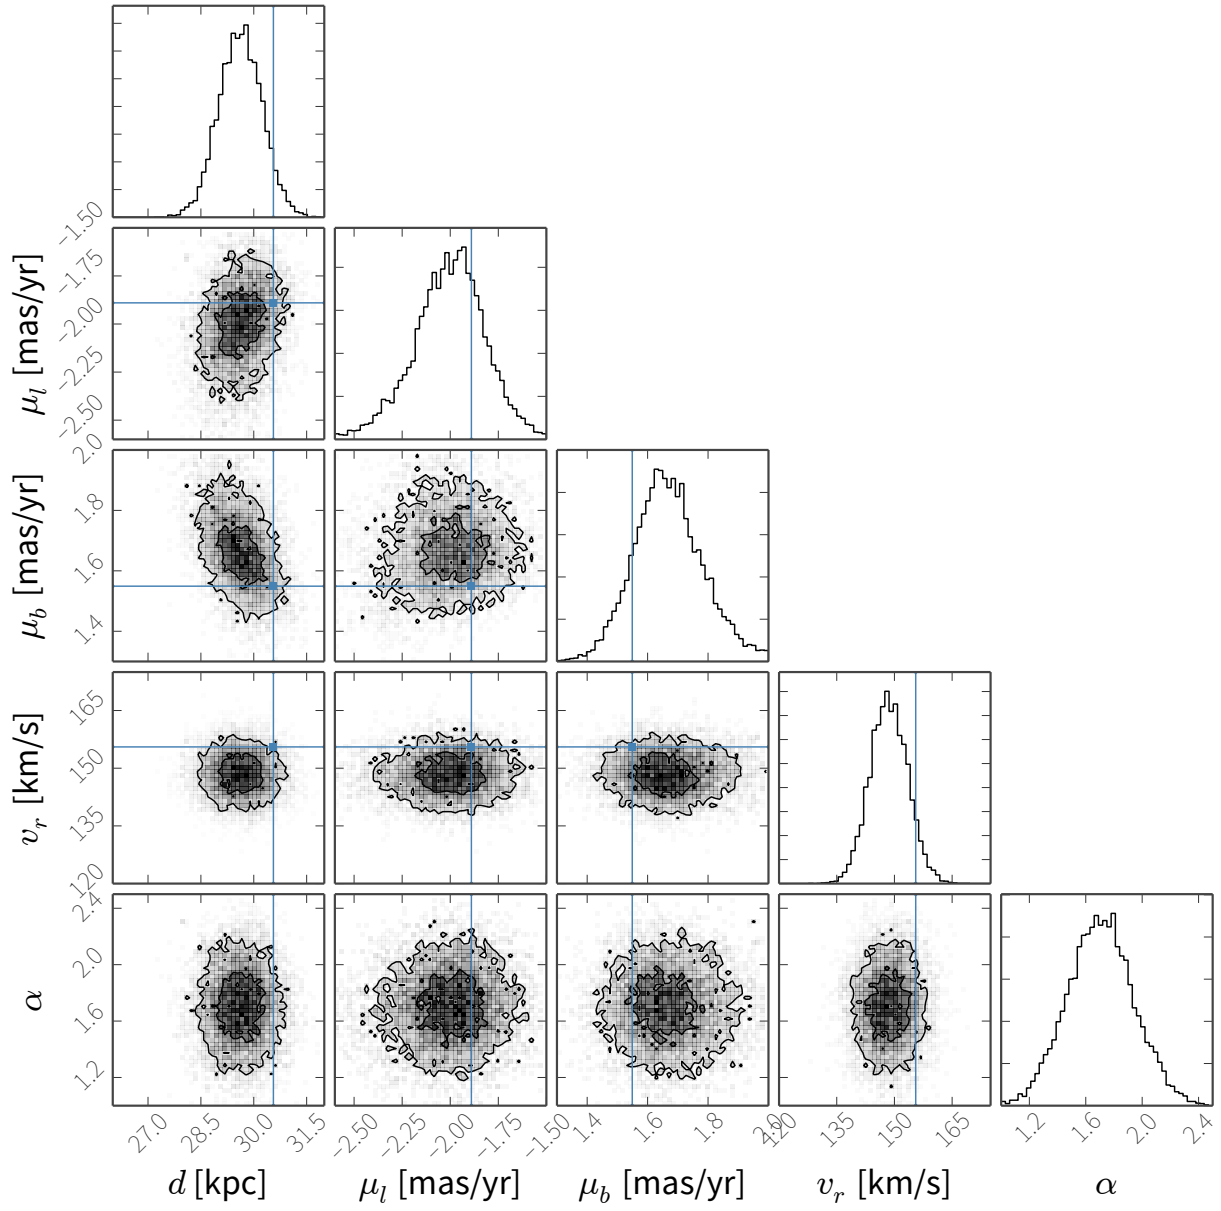 −1.50
−1.75
−2.00
−2.25
−2.50
μ_l [mas/yr]
2.0
1.8
1.6
1.4
μ_b [mas/yr]
165
150
135
120
v_r [km/s]
2.4
2.0
1.6
1.2
α
27.0 28.5 30.0 31.5 −2.50 −2.25 −2.00 −1.75 −1.50 1.4 1.6 1.8 2.0 120 135 150 165 1.2 1.6 2.0 2.4
d [kpc] μ_l [mas/yr] μ_b [mas/yr] v_r [km/s] α